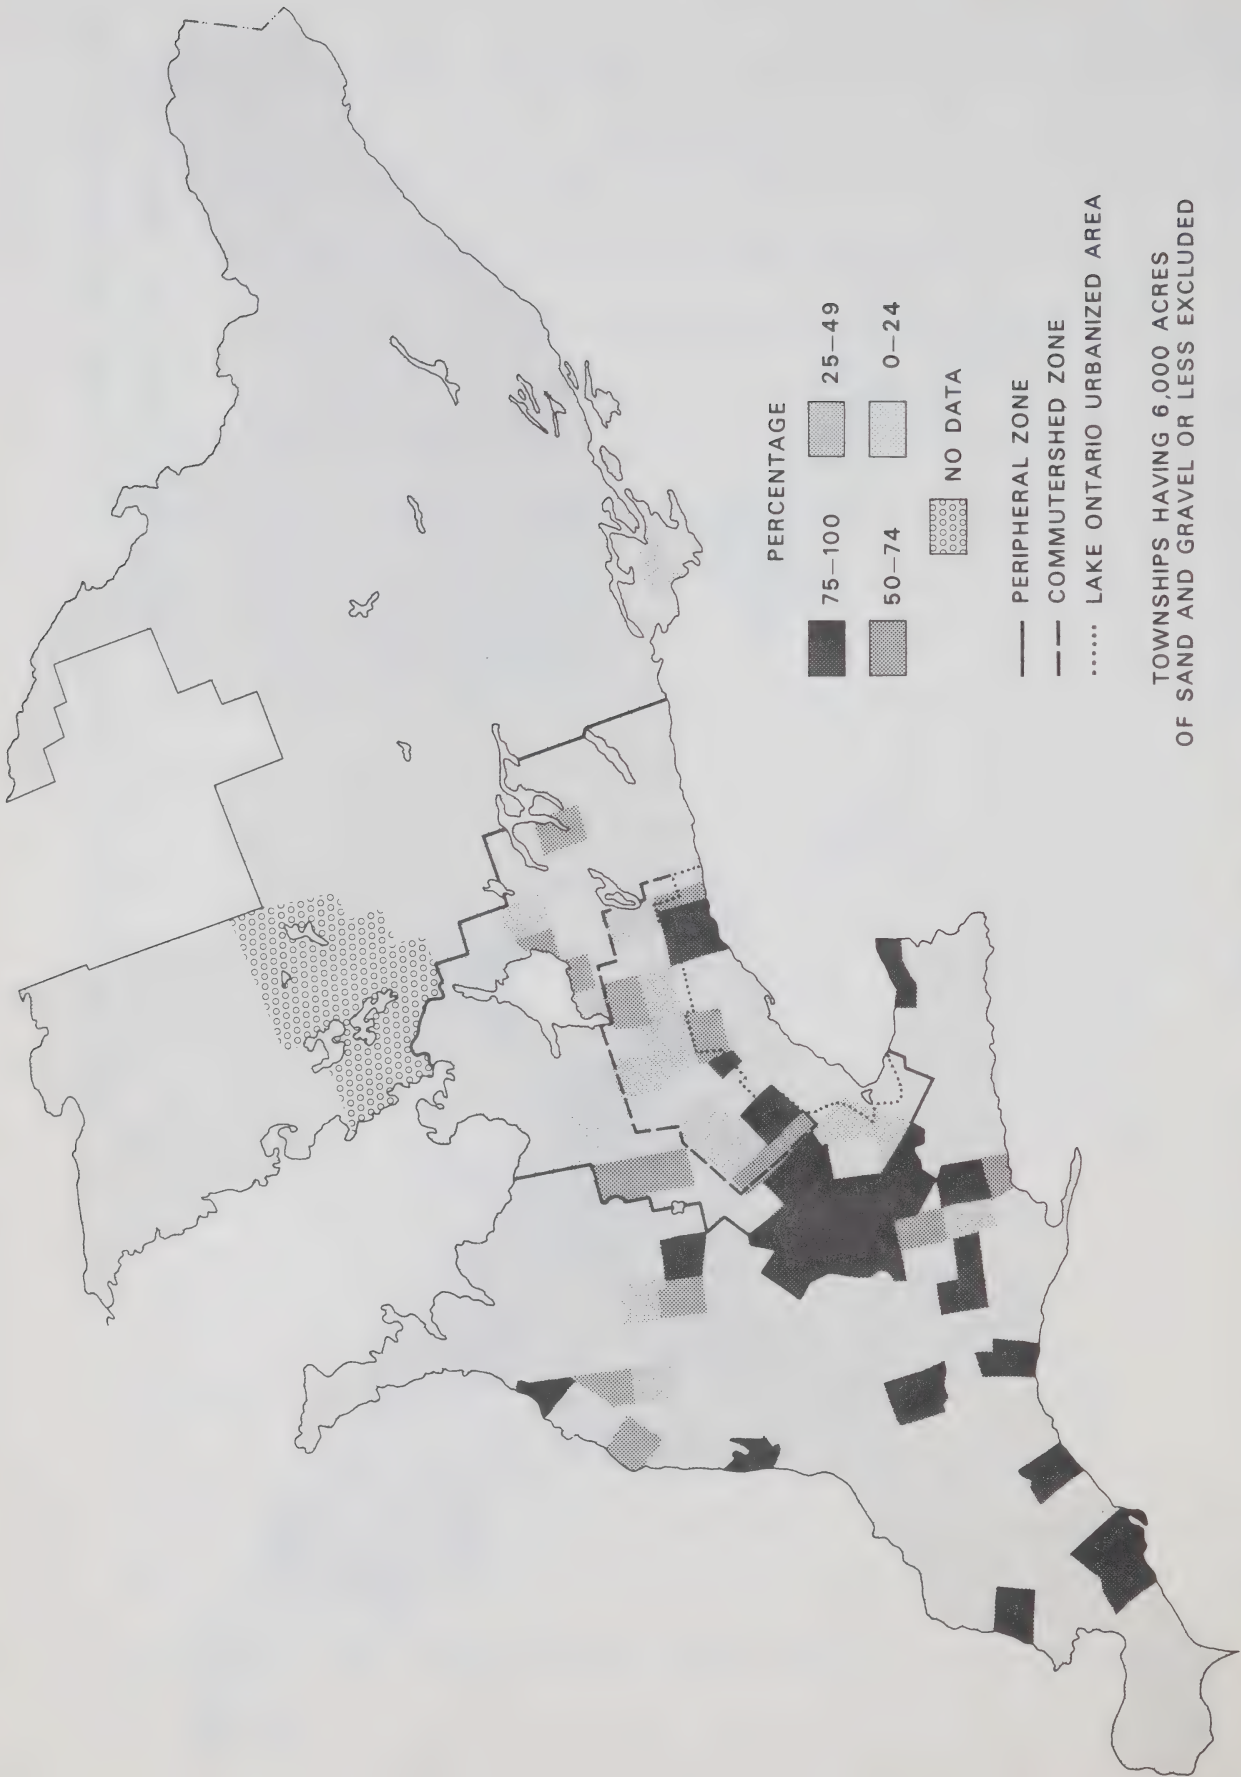 PERCENTAGE
75–100
25–49
50–74
0–24
NO DATA
PERIPHERAL ZONE
COMMUTERSHED ZONE
LAKE ONTARIO URBANIZED AREA
TOWNSHIPS HAVING 6,000 ACRES
OF SAND AND GRAVEL OR LESS EXCLUDED